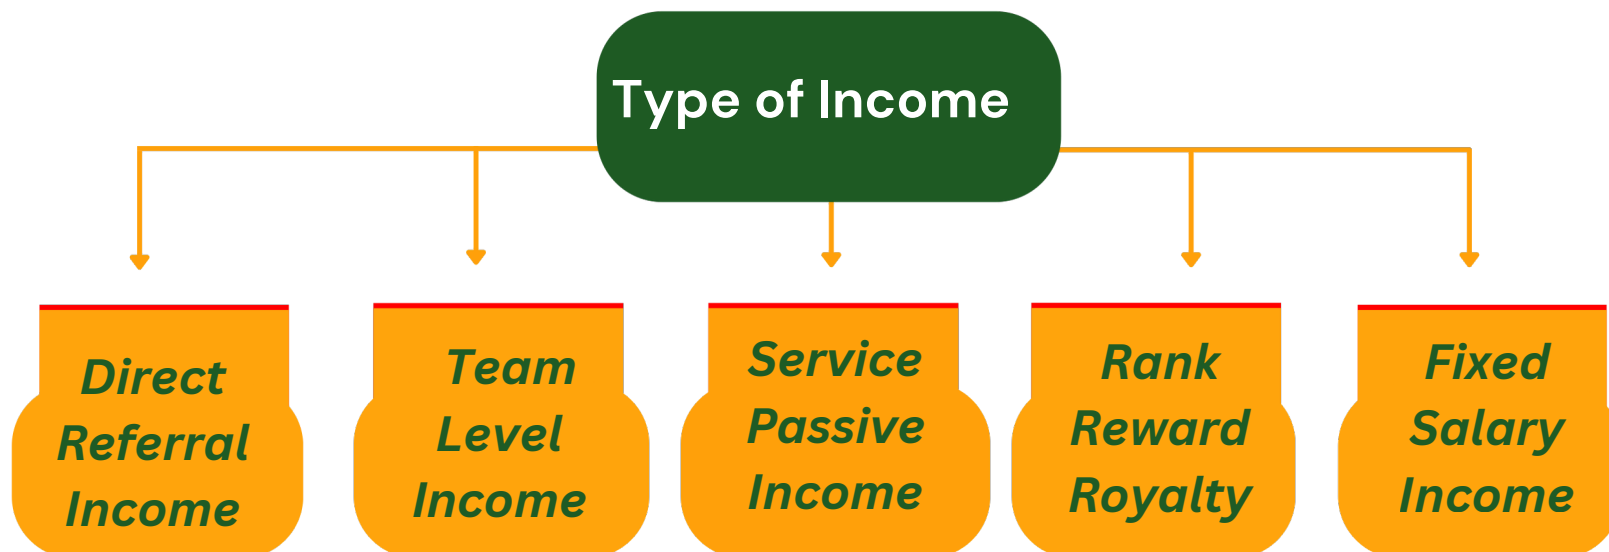 Type of Income
Direct
Referral
Income
Team
Level
Income
Service
Passive
Income
Rank
Reward
Royalty
Fixed
Salary
Income